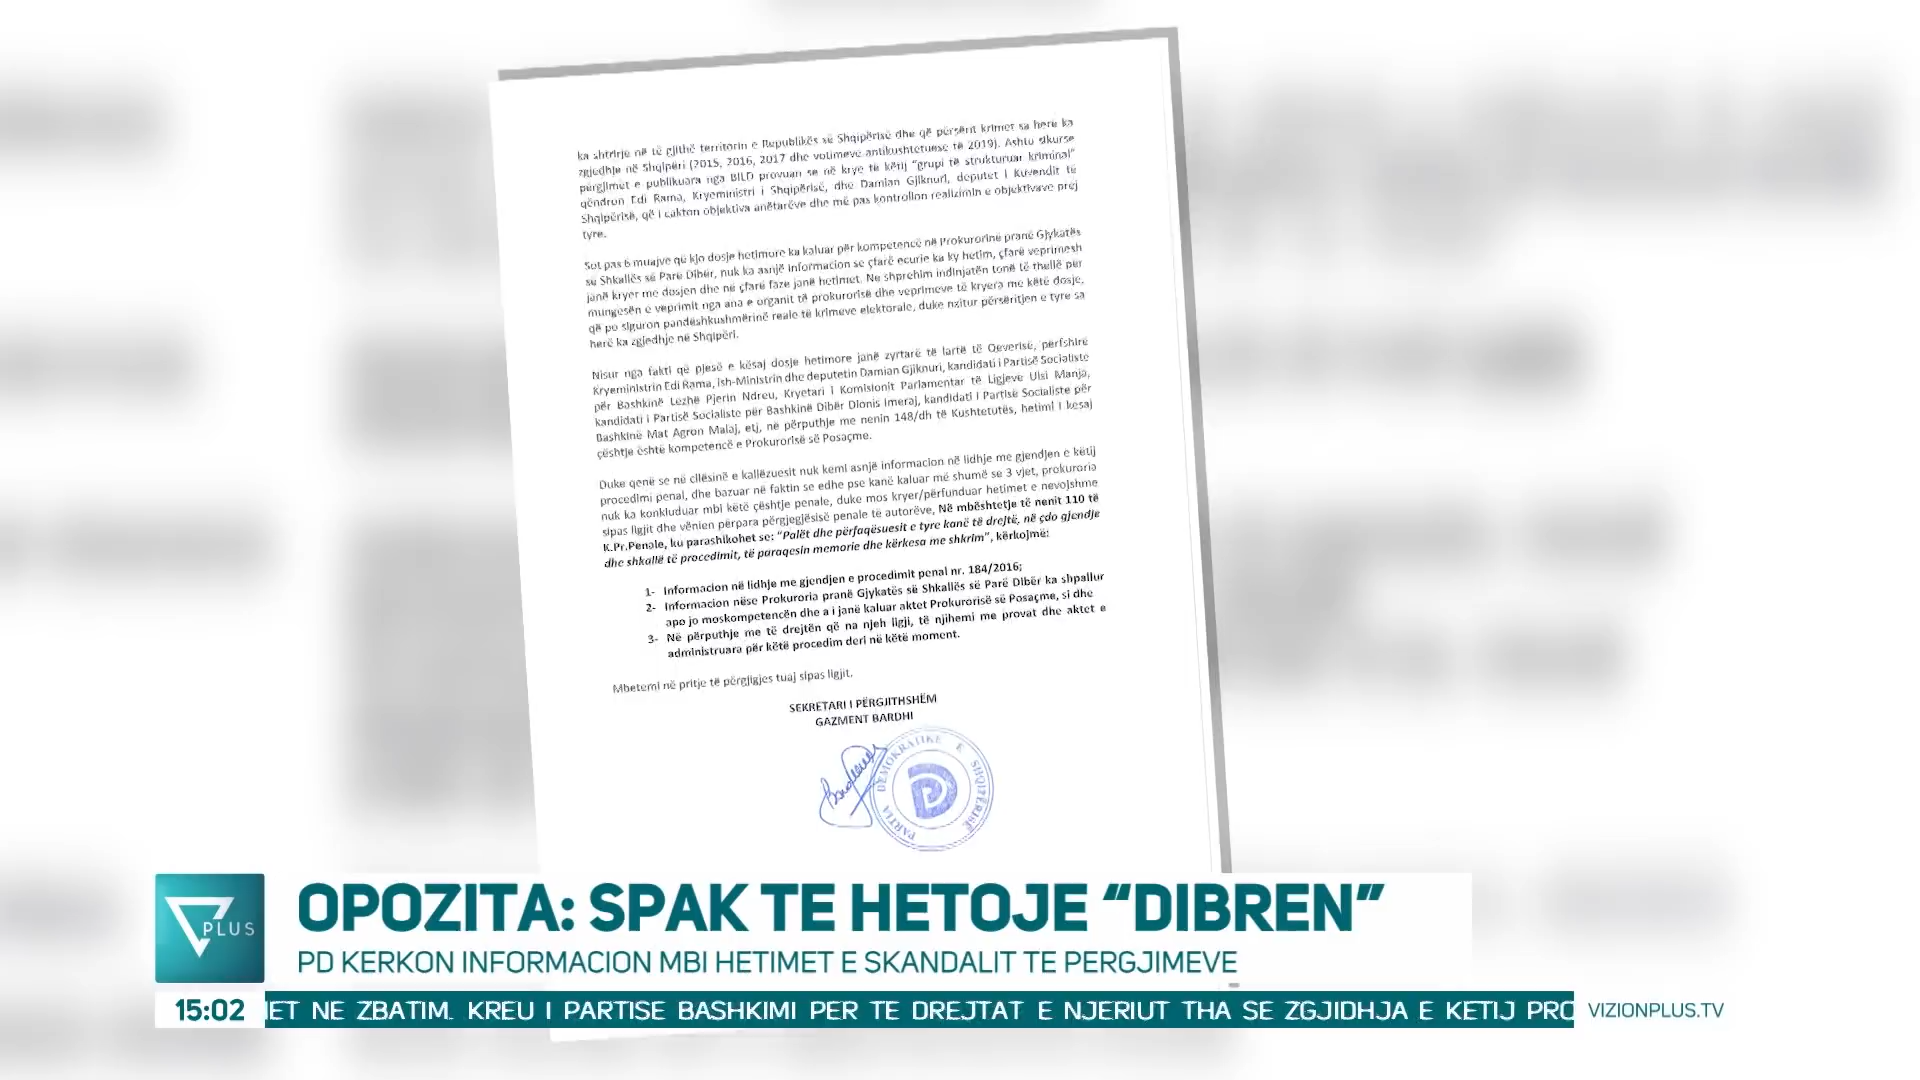 ka shtrirje në të gjithë territorin e Republikës së Shqipërisë dhe që përsërit krimet sa herë ka
zgjedhje në Shqipëri (2015, 2016, 2017 dhe votimeve antikushtetuese të 2019). Ashtu sikurse
përgjimet e publikuara nga BILD provuan se në krye të këtij “grupi të strukturuar kriminal”
qëndron Edi Rama, Kryeministri i Shqipërisë, dhe Damian Gjiknuri, deputet i Kuvendit të
Shqipërisë, që i cakton objektiva anëtarëve dhe më pas kontrollon realizimin e objektivave prej
tyre.
Sot pas 6 muajve që kjo dosje hetimore ka kaluar për kompetencë në Prokurorinë pranë Gjykatës
së Shkallës së Parë Dibër, nuk ka asnjë informacion se çfarë ecurie ka ky hetim, çfarë veprimesh
janë kryer me dosjen dhe në çfarë faze janë hetimet. Ne shprehim indinjatën tonë të thellë për
mungesën e veprimit nga ana e organit të prokurorisë dhe veprimeve të kryera me këtë dosje,
që po siguron pandëshkushmërinë reale të krimeve elektorale, duke nxitur përsëritjen e tyre sa
herë ka zgjedhje në Shqipëri.
Nisur nga fakti që pjesë e kësaj dosje hetimore janë zyrtarë të lartë të Qeverisë, përfshirë
Kryeministrin Edi Rama, ish-Ministrin dhe deputetin Damian Gjiknuri, kandidati i Partisë Socialiste
për Bashkinë Lezhë Pjerin Ndreu, Kryetari i Komisionit Parlamentar të Ligjeve Ulsi Manja,
kandidati i Partisë Socialiste për Bashkinë Dibër Dionis Imeraj, kandidati i Partisë Socialiste për
Bashkinë Mat Agron Malaj, etj, në përputhje me nenin 148/dh të Kushtetutës, hetimi i kësaj
çështje është kompetencë e Prokurorisë së Posaçme.
Duke qenë se në cilësinë e kallëzuesit nuk kemi asnjë informacion në lidhje me gjendjen e këtij
procedimi penal, dhe bazuar në faktin se edhe pse kanë kaluar më shumë se 3 vjet, prokuroria
nuk ka konkluduar mbi këtë çështje penale, duke mos kryer/përfunduar hetimet e nevojshme
sipas ligjit dhe vënien përpara përgjegjësisë penale të autorëve, Në mbështetje të nenit 110 të
K.Pr.Penale, ku parashikohet se: “Palët dhe përfaqësuesit e tyre kanë të drejtë, në çdo gjendje
dhe shkallë të procedimit, të paraqesin memorie dhe kërkesa me shkrim”, kërkojmë:
1- Informacion në lidhje me gjendjen e procedimit penal nr. 184/2016;
2- Informacion nëse Prokuroria pranë Gjykatës së Shkallës së Parë Dibër ka shpallur
apo jo moskompetencën dhe a i janë kaluar aktet Prokurorisë së Posaçme, si dhe
3- Në përputhje me të drejtën që na njeh ligji, të njihemi me provat dhe aktet e
administruara për këtë procedim deri në këtë moment.
Mbetemi në pritje të përgjigjes tuaj sipas ligjit.
SEKRETARI I PËRGJITHSHËM
GAZMENT BARDHI
PARTIA DEMOKRATIKE E SHQIPËRISË
PLUS
OPOZITA: SPAK TE HETOJE “DIBREN”
PD KERKON INFORMACION MBI HETIMET E SKANDALIT TE PERGJIMEVE
15:02 ET NE ZBATIM. KREU I PARTISE BASHKIMI PER TE DREJTAT E NJERIUT THA SE ZGJIDHJA E KETIJ PRO VIZIONPLUS.TV